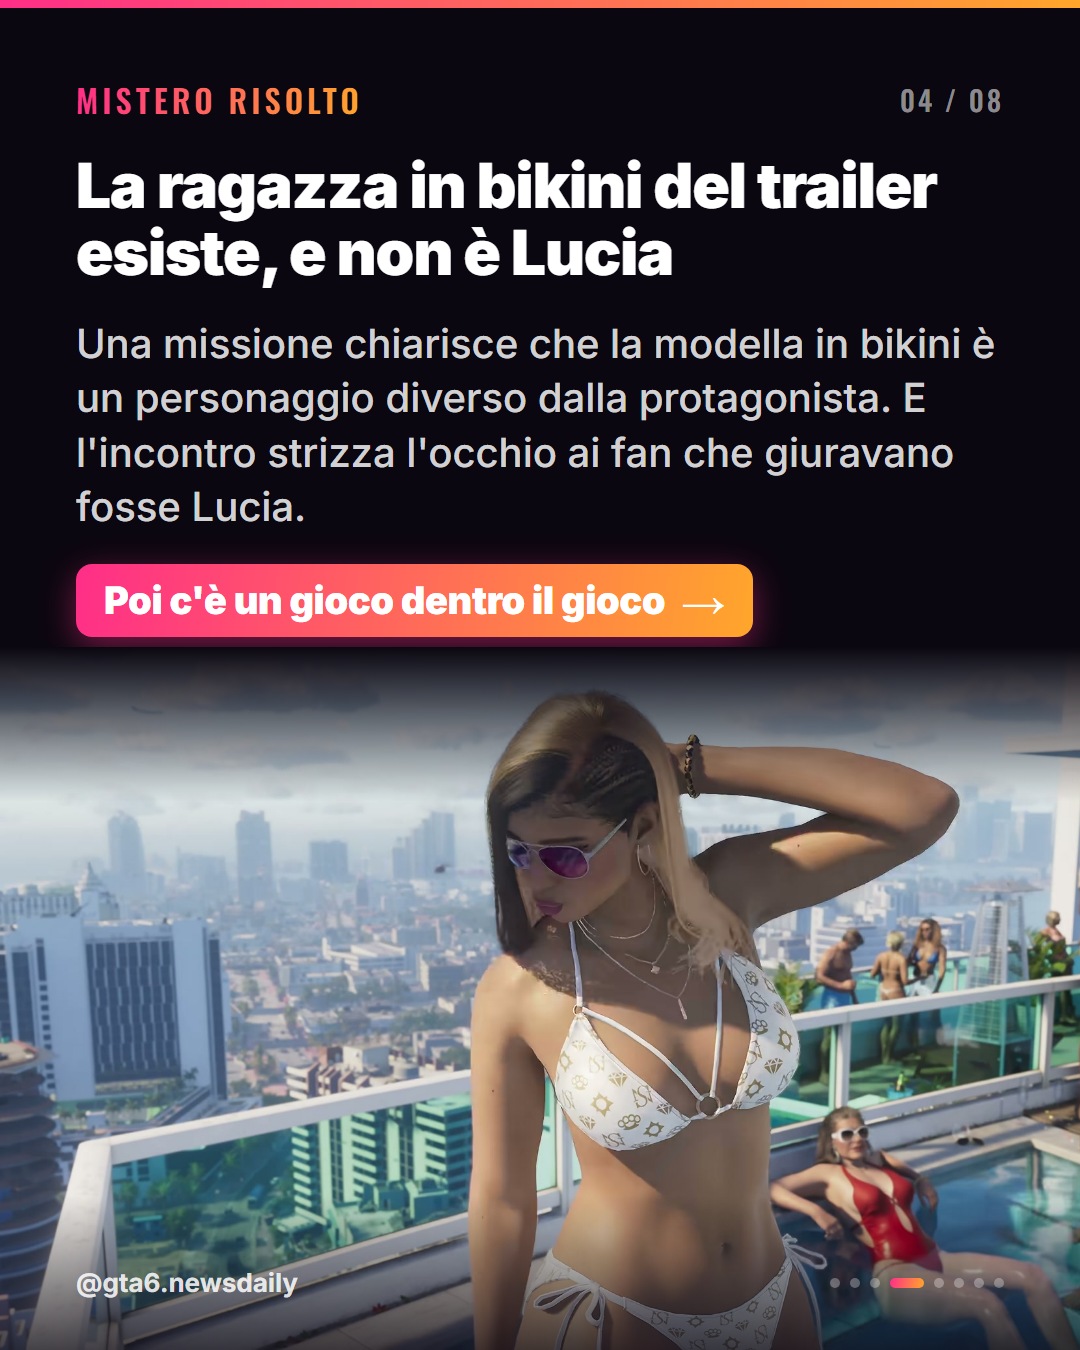 MISTERO RISOLTO
04 / 08
La ragazza in bikini del trailer
esiste, e non è Lucia
Una missione chiarisce che la modella in bikini è
un personaggio diverso dalla protagonista. E
l'incontro strizza l'occhio ai fan che giuravano
fosse Lucia.
Poi c'è un gioco dentro il gioco →
@gta6.newsdaily